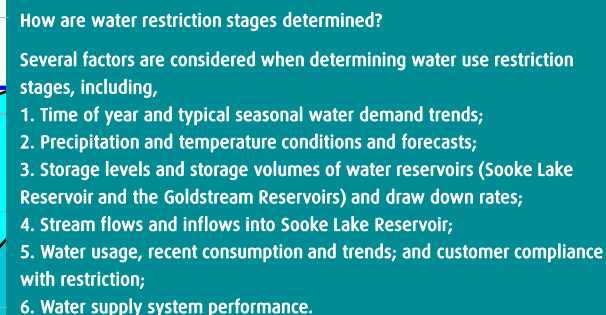 How are water restriction stages determined?
Several factors are considered when determining water use restriction
stages, including,
1. Time of year and typical seasonal water demand trends;
2. Precipitation and temperature conditions and forecasts;
3. Storage levels and storage volumes of water reservoirs (Sooke Lake
Reservoir and the Goldstream Reservoirs) and draw down rates;
4. Stream flows and inflows into Sooke Lake Reservoir;
5. Water usage, recent consumption and trends; and customer compliance
with restriction;
6. Water supply system performance.